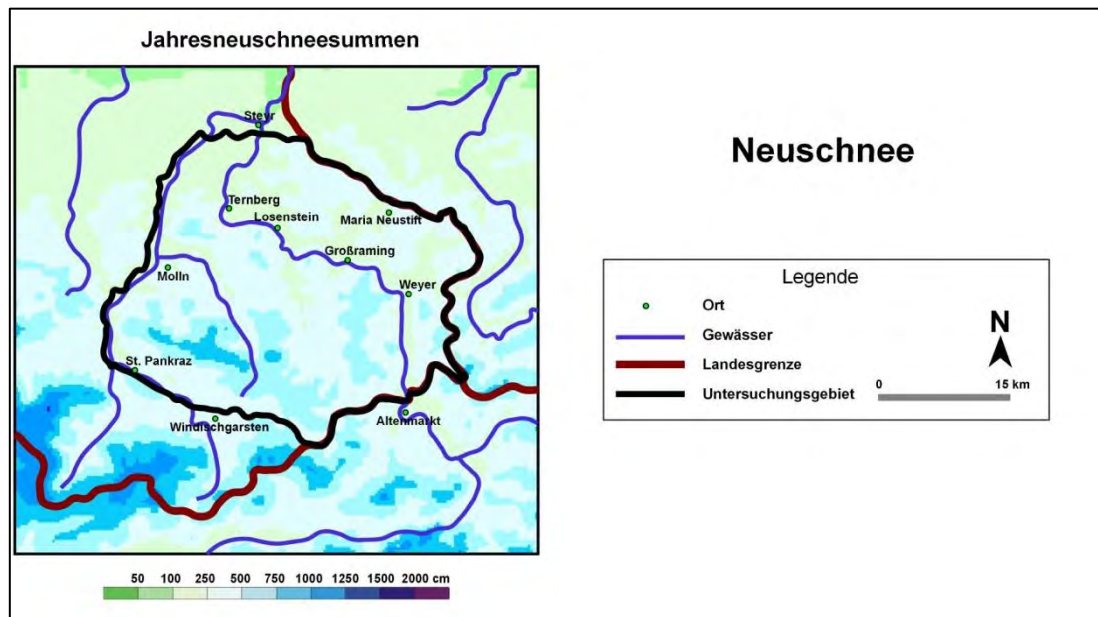 Jahresneuschneesummen
Steyr
Ternberg
Losenstein
Maria Neustift
Großraming
Molln
Weyer
St. Pankraz
Windischgarsten
Altenmarkt
50 100 250 500 750 1000 1250 1500 2000 cm
Neuschnee
Legende
Ort
Gewässer
Landesgrenze
Untersuchungsgebiet
N
0 15 km